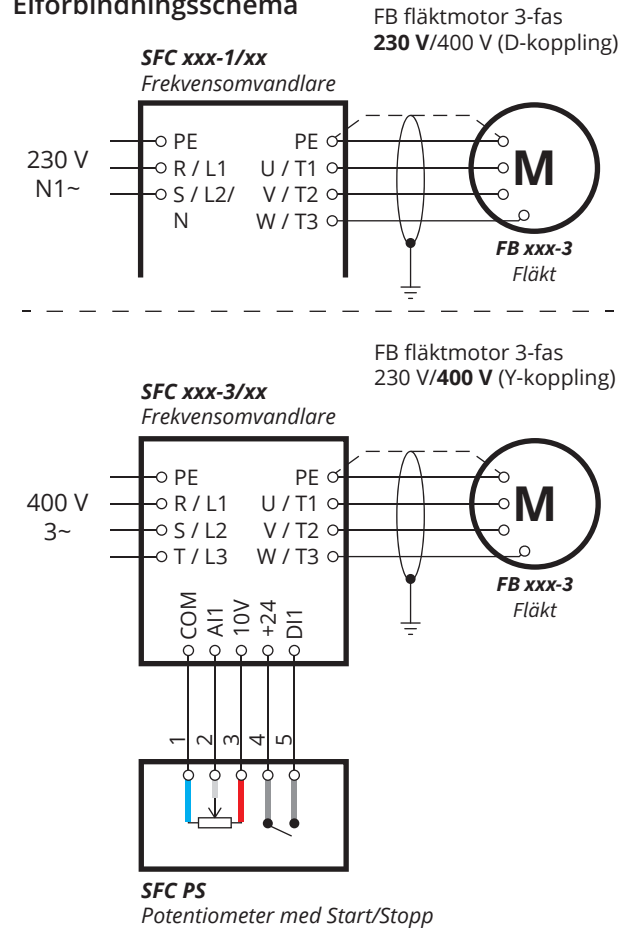 Elförbindningsschema
FB fläktmotor 3-fas
230 V/400 V (D-koppling)
SFC xxx-1/xx
Frekvensomvandlare
230 V
N1~
PE
R / L1
S / L2/
N
PE
U / T1
V / T2
W / T3
M
FB xxx-3
Fläkt
FB fläktmotor 3-fas
230 V/400 V (Y-koppling)
SFC xxx-3/xx
Frekvensomvandlare
400 V
3~
PE
R / L1
S / L2
T / L3
PE
U / T1
V / T2
W / T3
M
FB xxx-3
Fläkt
COM
AI1
10V
+24
DI1
1
2
3
4
5
SFC PS
Potentiometer med Start/Stopp